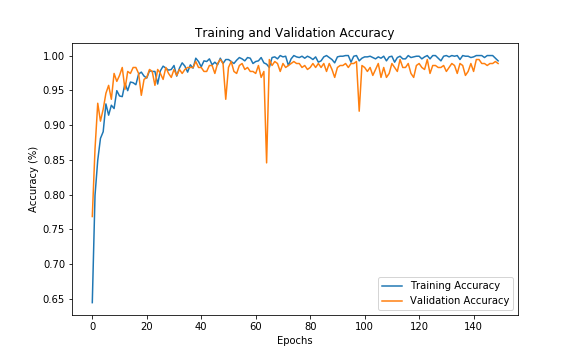 Training and Validation Accuracy
Accuracy (%)
1.00
0.95
0.90
0.85
0.80
0.75
0.70
0.65
0 20 40 60 80 100 120 140
Epochs
Training Accuracy
Validation Accuracy